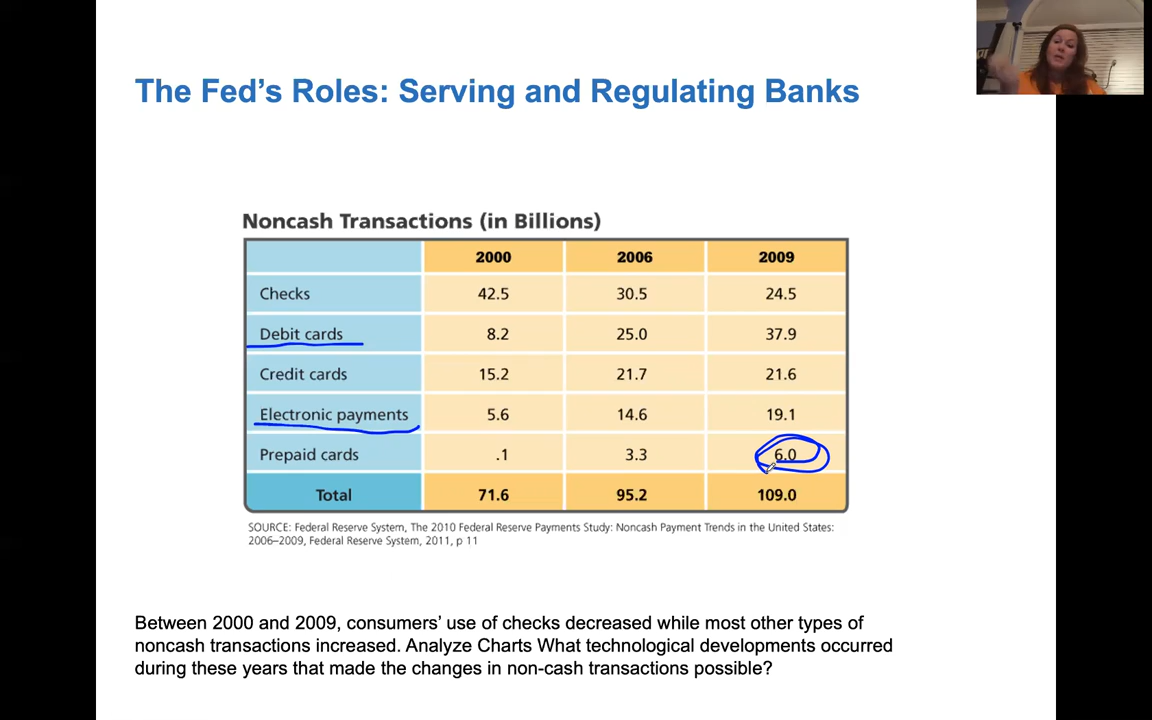 The Fed's Roles: Serving and Regulating Banks
Noncash Transactions (in Billions)
2000 2006 2009
Checks 42.5 30.5 24.5
Debit cards 8.2 25.0 37.9
Credit cards 15.2 21.7 21.6
Electronic payments 5.6 14.6 19.1
Prepaid cards .1 3.3 6.0
Total 71.6 95.2 109.0
SOURCE: Federal Reserve System, The 2010 Federal Reserve Payments Study: Noncash Payment Trends in the United States:
2006–2009, Federal Reserve System, 2011, p 11
Between 2000 and 2009, consumers' use of checks decreased while most other types of
noncash transactions increased. Analyze Charts What technological developments occurred
during these years that made the changes in non-cash transactions possible?